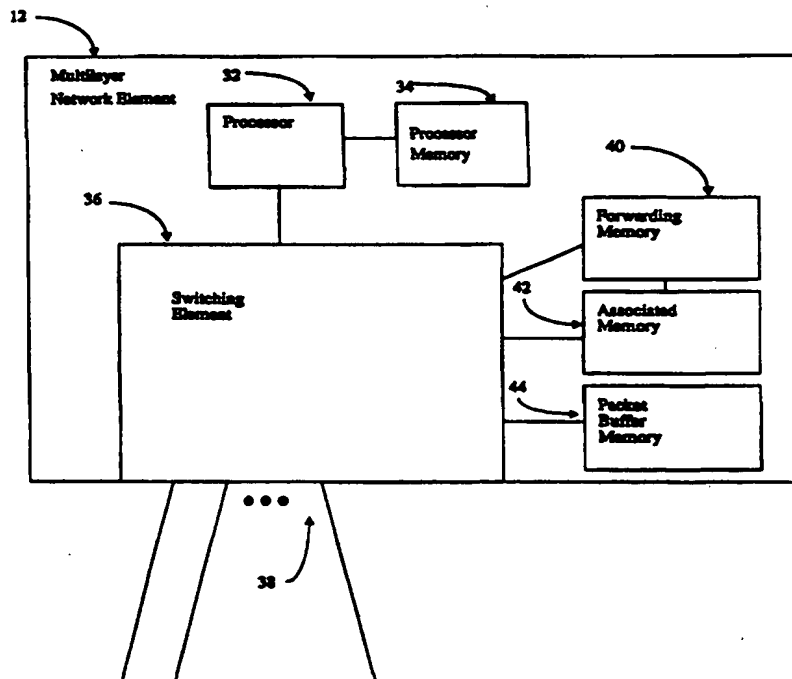 12
Multilayer
Network Element
32
Processor
34
Processor
Memory
36
Switching
Element
40
Forwarding
Memory
42
Associated
Memory
44
Packet
Buffer
Memory
38